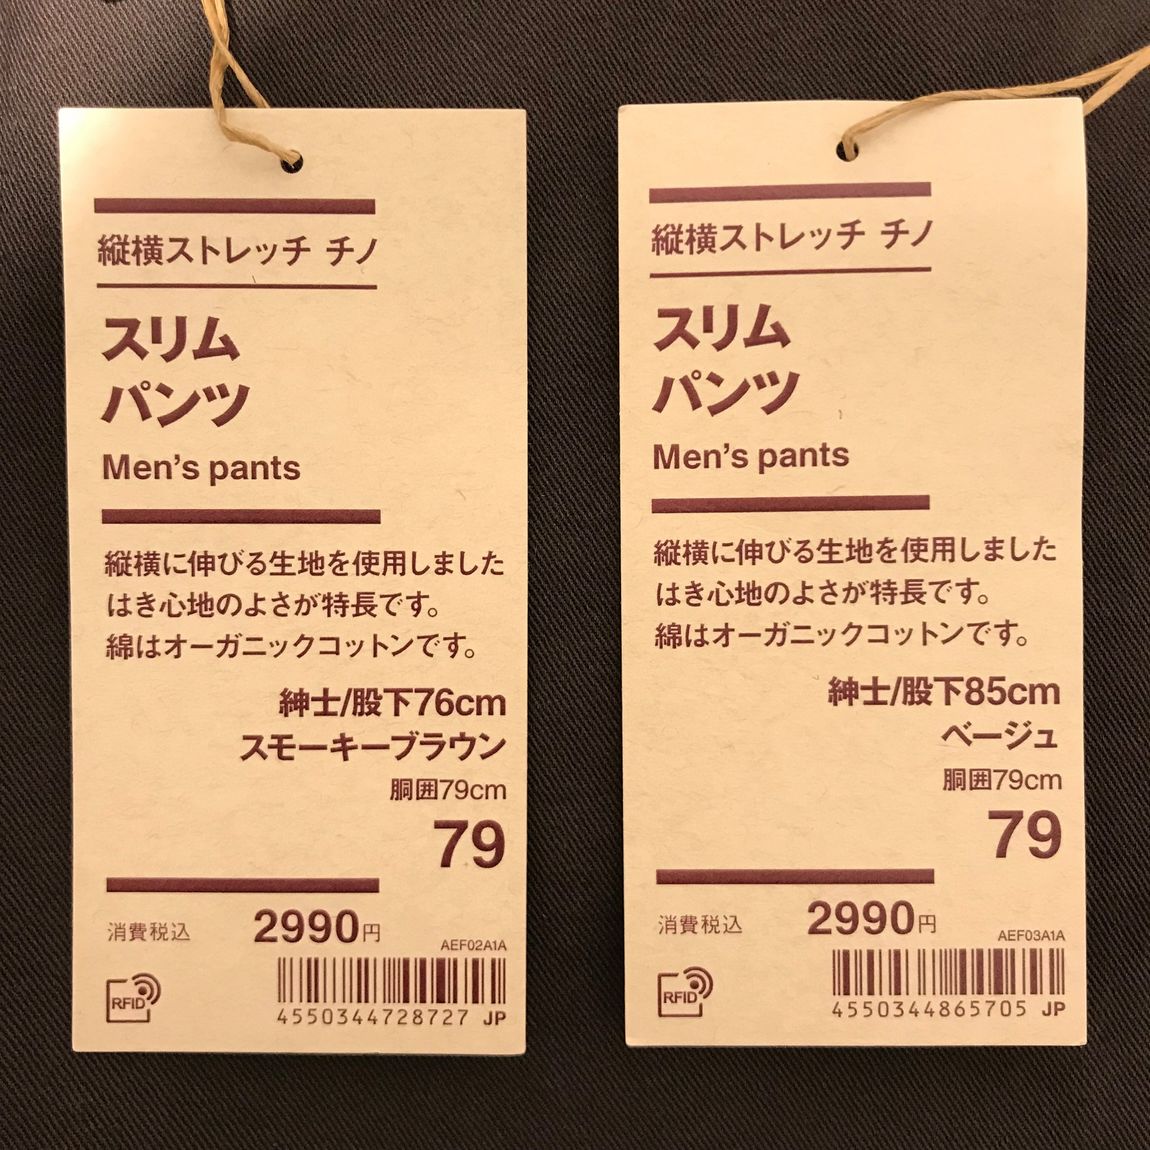 縦横ストレッチ チノ
スリム
パンツ
Men's pants
縦横に伸びる生地を使用しました
はき心地のよさが特長です。
綿はオーガニックコットンです。
紳士/股下76cm
スモーキーブラウン
胴囲79cm
79
消費税込 2990円
AEF02A1A
RFID
4550344728727 JP
縦横ストレッチ チノ
スリム
パンツ
Men's pants
縦横に伸びる生地を使用しました
はき心地のよさが特長です。
綿はオーガニックコットンです。
紳士/股下85cm
ベージュ
胴囲79cm
79
消費税込 2990円
AEF03A1A
RFID
4550344865705 JP